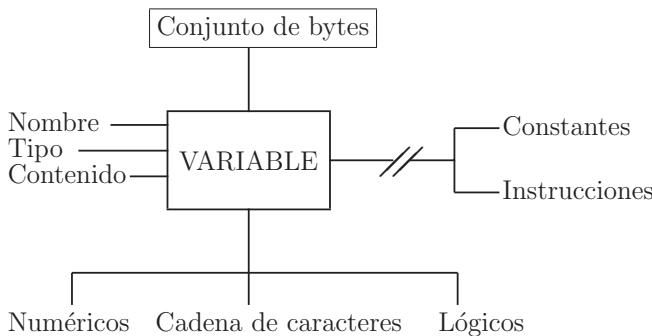 Conjunto de bytes
Nombre
Tipo
Contenido
VARIABLE
Constantes
Instrucciones
Numéricos
Cadena de caracteres
Lógicos